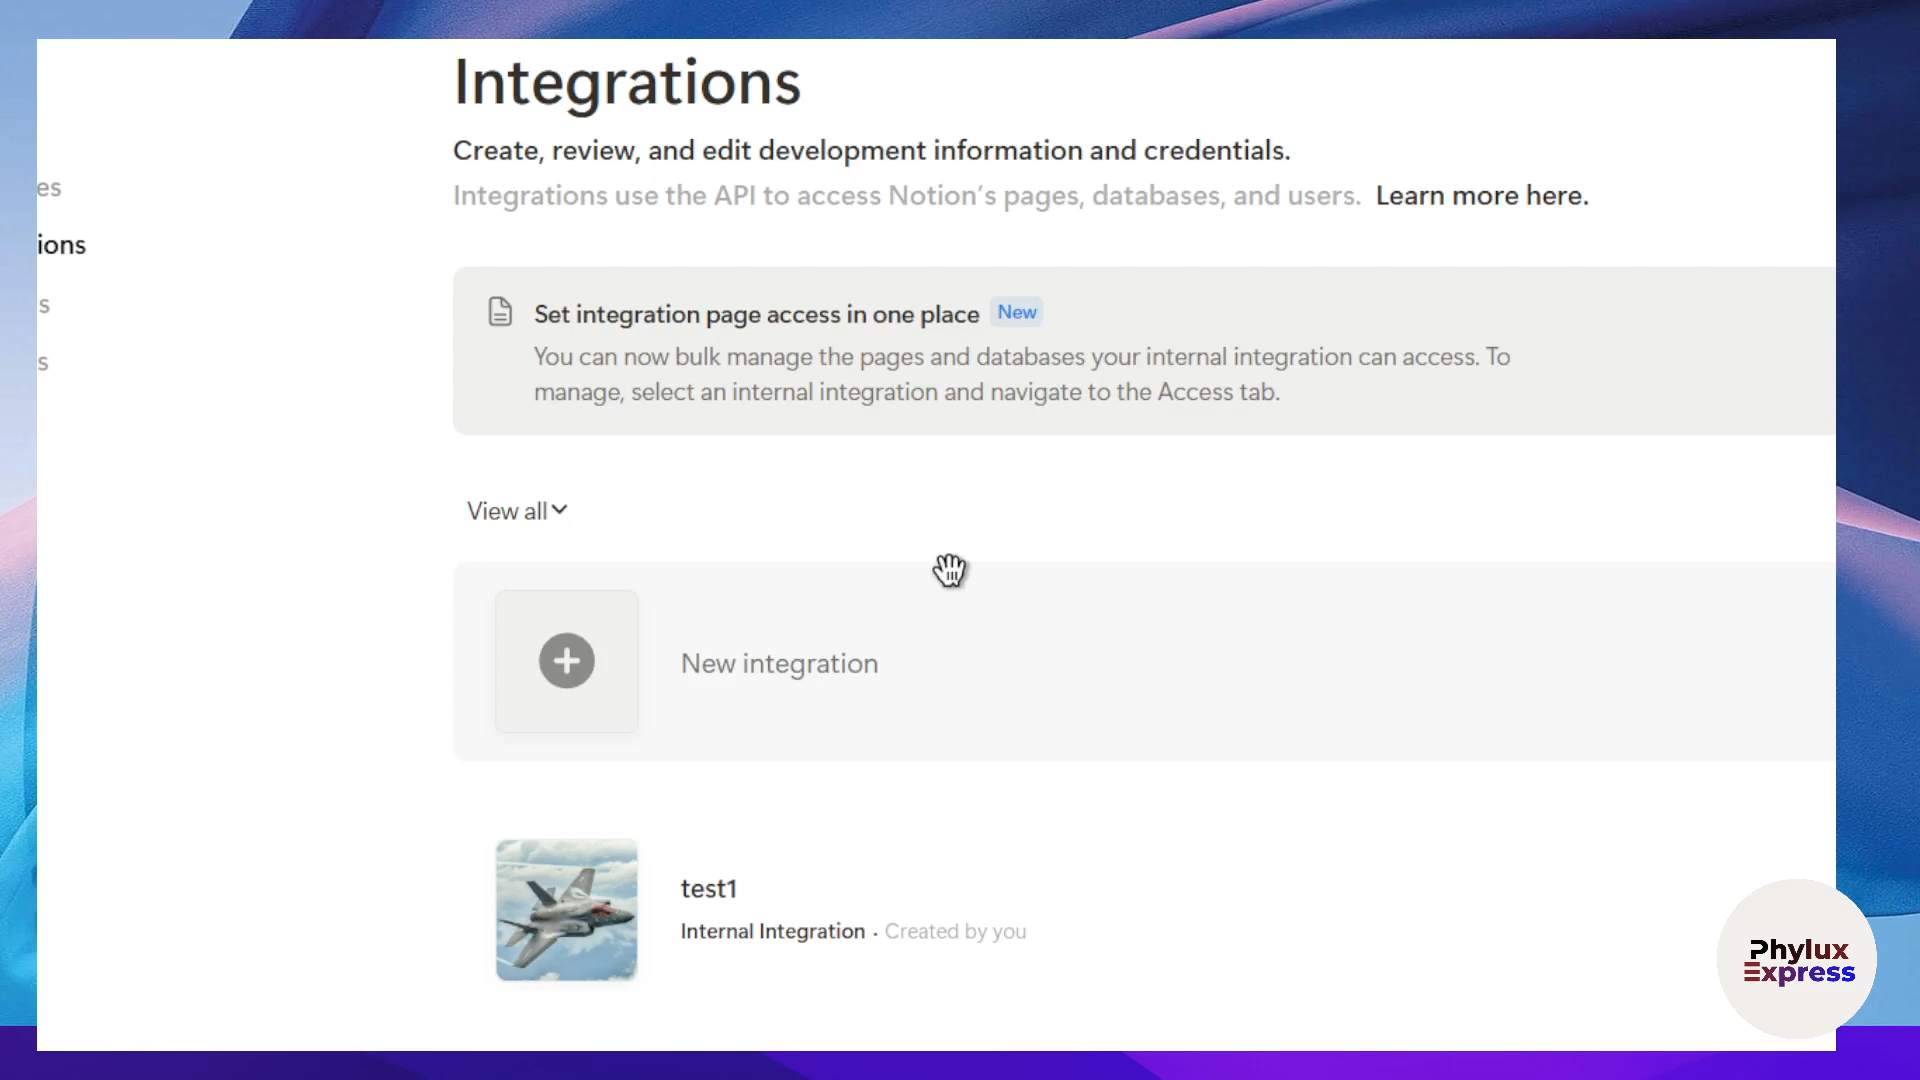 Integrations
Create, review, and edit development information and credentials.
Integrations use the API to access Notion's pages, databases, and users. Learn more here.
es
ions
s
s
Set integration page access in one place New
You can now bulk manage the pages and databases your internal integration can access. To
manage, select an internal integration and navigate to the Access tab.
View all
New integration
test1
Internal Integration · Created by you
Phylux
Express